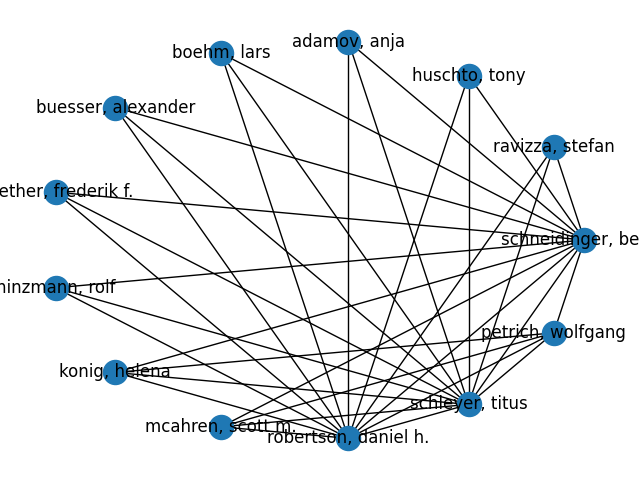 adamov, anja
boehm, lars
huschto, tony
buesser, alexander
ravizza, stefan
ether, frederik f.
schneidinger, be
inzmann, rolf
petrich, wolfgang
konig, helena
schleyer, titus
mcahren, scott m.
robertson, daniel h.